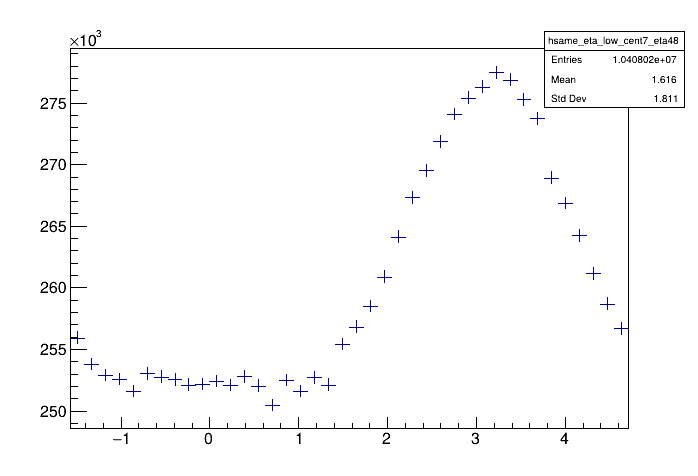 ×10³
hsame_eta_low_cent7_eta48
Entries 1.040802e+07
Mean 1.616
Std Dev 1.811
275
270
265
260
255
250
−1 0 1 2 3 4